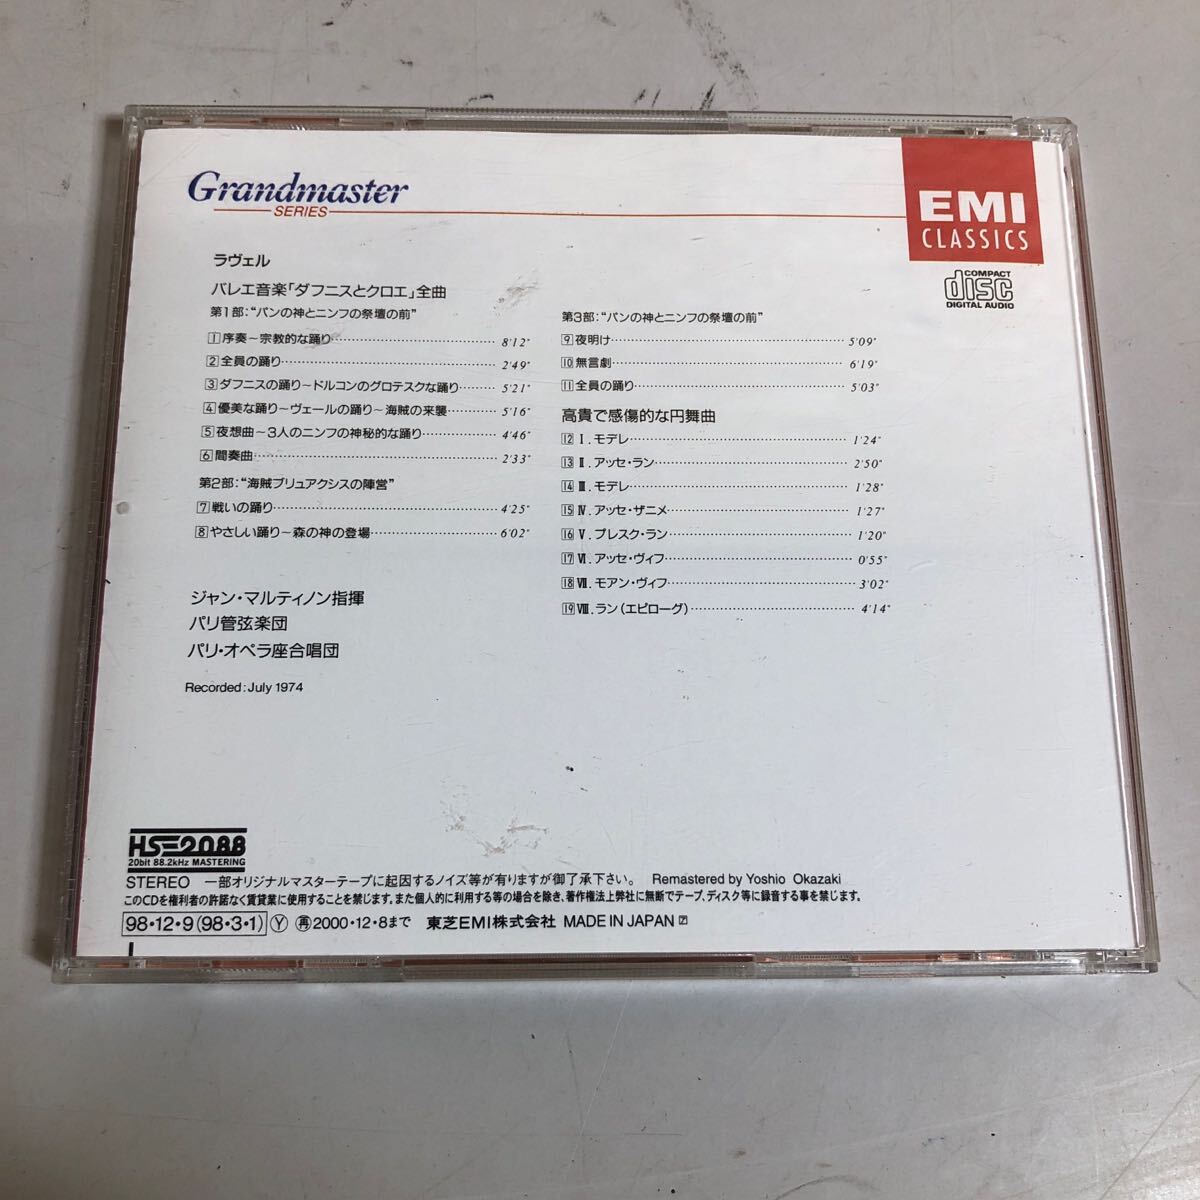 Grandmaster
SERIES
EMI
CLASSICS
COMPACT
disc
DIGITAL AUDIO
ラヴェル
バレエ音楽「ダフニスとクロエ」全曲
第1部:“パンの神とニンフの祭壇の前”
1 序奏~宗教的な踊り 8'12"
2 全員の踊り 2'49"
3 ダフニスの踊り~ドルコンのグロテスクな踊り 5'21"
4 優美な踊り~ヴェールの踊り~海賊の来襲 5'16"
5 夜想曲~3人のニンフの神秘的な踊り 4'46"
6 間奏曲 2'33"
第2部:“海賊ブリュアクシスの陣営”
7 戦いの踊り 4'25"
8 やさしい踊り~森の神の登場 6'02"
第3部:“パンの神とニンフの祭壇の前”
9 夜明け 5'09"
10 無言劇 6'19"
11 全員の踊り 5'03"
高貴で感傷的な円舞曲
12 Ⅰ.モデレ 1'24"
13 Ⅱ.アッセ・ラン 2'50"
14 Ⅲ.モデレ 1'28"
15 Ⅳ.アッセ・ザニメ 1'27"
16 Ⅴ.プレスク・ラン 1'20"
17 Ⅵ.アッセ・ヴィフ 0'55"
18 Ⅶ.モアン・ヴィフ 3'02"
19 Ⅷ.ラン(エピローグ) 4'14"
ジャン・マルティノン指揮
パリ管弦楽団
パリ・オペラ座合唱団
Recorded:July 1974
HS-2088
20bit 88.2kHz MASTERING
STEREO 一部オリジナルマスターテープに起因するノイズ等が有りますが御了承下さい。 Remastered by Yoshio Okazaki
このCDを権利者の許諾なく賃貸業に使用することを禁じます。また個人的に利用する等の場合を除き、著作権法上弊社に無断でテープ、ディスク等に録音する事を禁じます。
98・12・9(98・3・1) Ⓨ ㊢2000・12・8まで 東芝EMI株式会社 MADE IN JAPAN